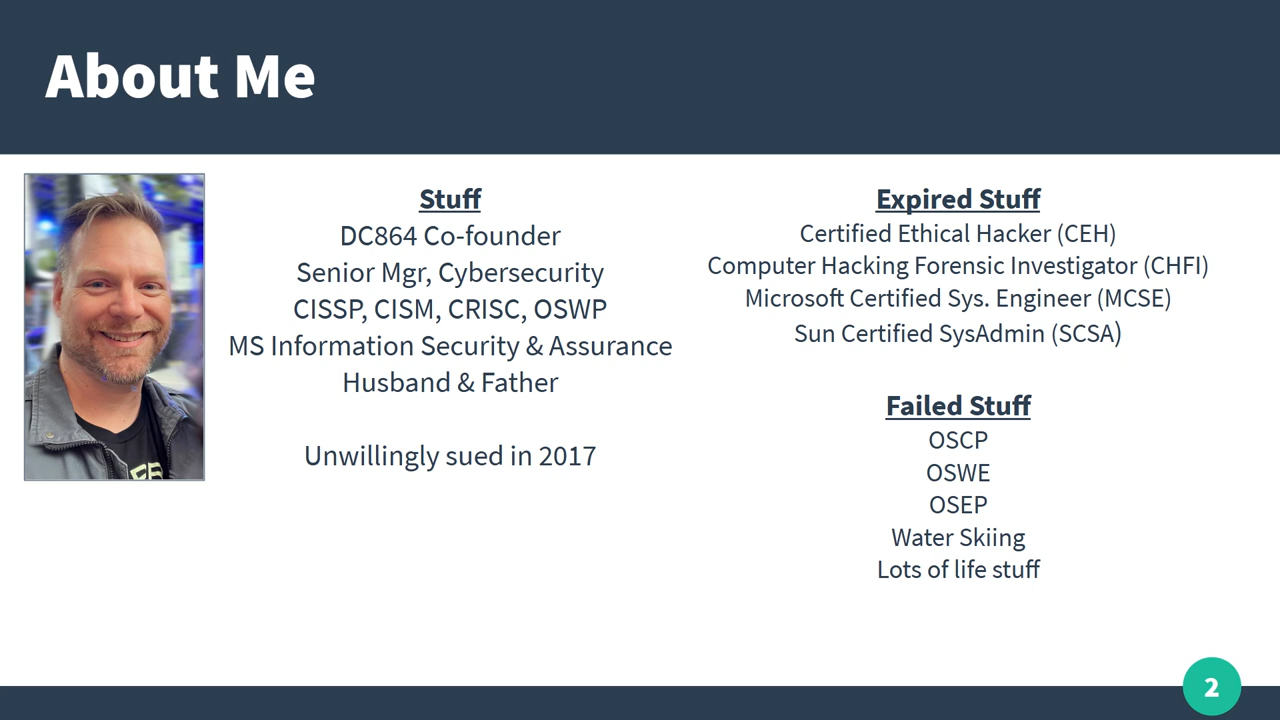 About Me
Stuff
DC864 Co-founder
Senior Mgr, Cybersecurity
CISSP, CISM, CRISC, OSWP
MS Information Security & Assurance
Husband & Father
Unwillingly sued in 2017
Expired Stuff
Certified Ethical Hacker (CEH)
Computer Hacking Forensic Investigator (CHFI)
Microsoft Certified Sys. Engineer (MCSE)
Sun Certified SysAdmin (SCSA)
Failed Stuff
OSCP
OSWE
OSEP
Water Skiing
Lots of life stuff
2